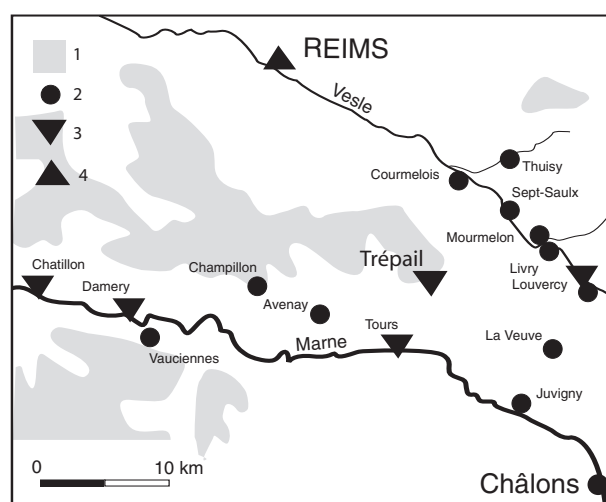 1
2
3
4
REIMS
Vesle
Courmelois
Thuisy
Sept-Saulx
Mourmelon
Livry
Louvercy
Trépail
Chatillon
Damery
Champillon
Avenay
Vauciennes
Marne
Tours
La Veuve
Juvigny
Châlons
0 10 km